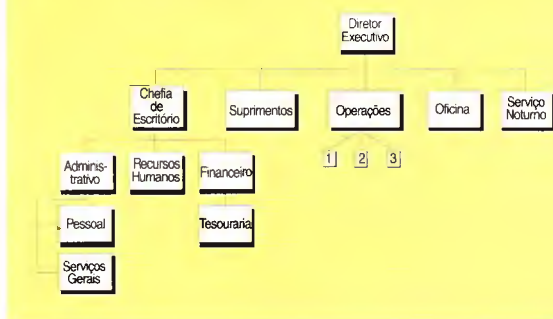 Diretor
Executivo
Chefia
de
Escritório
Suprimentos
Operações
Oficina
Serviço
Noturno
1 2 3
Adminis-
trativo
Recursos
Humanos
Financeiro
Pessoal
Tesouraria
Serviços
Gerais